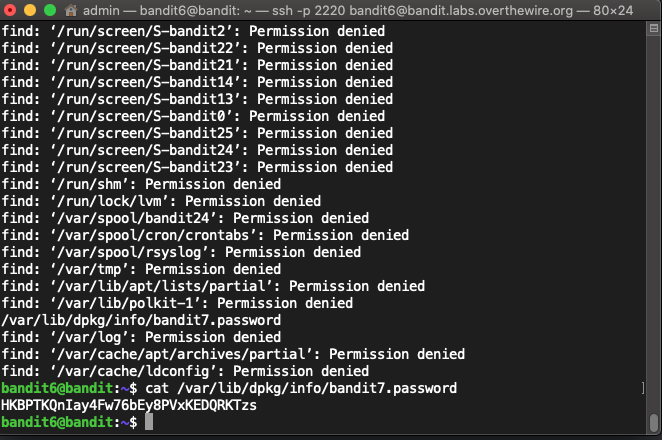 admin — bandit6@bandit: ~ — ssh -p 2220 bandit6@bandit.labs.overthewire.org — 80×24
find: ‘/run/screen/S-bandit2’: Permission denied
find: ‘/run/screen/S-bandit22’: Permission denied
find: ‘/run/screen/S-bandit21’: Permission denied
find: ‘/run/screen/S-bandit14’: Permission denied
find: ‘/run/screen/S-bandit13’: Permission denied
find: ‘/run/screen/S-bandit0’: Permission denied
find: ‘/run/screen/S-bandit25’: Permission denied
find: ‘/run/screen/S-bandit24’: Permission denied
find: ‘/run/screen/S-bandit23’: Permission denied
find: ‘/run/shm’: Permission denied
find: ‘/run/lock/lvm’: Permission denied
find: ‘/var/spool/bandit24’: Permission denied
find: ‘/var/spool/cron/crontabs’: Permission denied
find: ‘/var/spool/rsyslog’: Permission denied
find: ‘/var/tmp’: Permission denied
find: ‘/var/lib/apt/lists/partial’: Permission denied
find: ‘/var/lib/polkit-1’: Permission denied
/var/lib/dpkg/info/bandit7.password
find: ‘/var/log’: Permission denied
find: ‘/var/cache/apt/archives/partial’: Permission denied
find: ‘/var/cache/ldconfig’: Permission denied
bandit6@bandit:~$ cat /var/lib/dpkg/info/bandit7.password
HKBPTKQnIay4Fw76bEy8PVxKEDQRKTzs
bandit6@bandit:~$